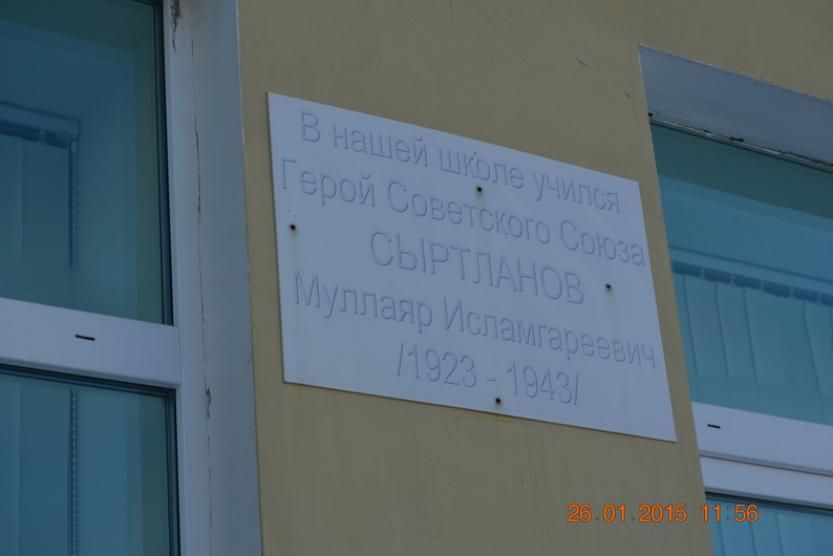 В нашей школе учился
Герой Советского Союза
СЫРТЛАНОВ
Муллаяр Исламгареевич
/1923 - 1943/
26.01.2015 11:56